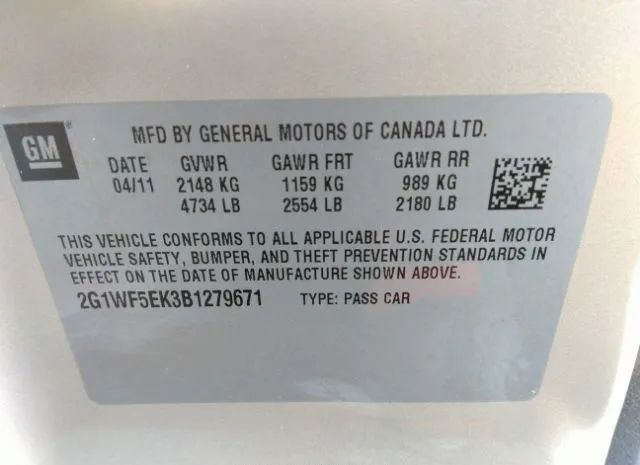 GM®
MFD BY GENERAL MOTORS OF CANADA LTD.
DATE GVWR GAWR FRT GAWR RR
04/11 2148 KG 1159 KG 989 KG
4734 LB 2554 LB 2180 LB
THIS VEHICLE CONFORMS TO ALL APPLICABLE U.S. FEDERAL MOTOR
VEHICLE SAFETY, BUMPER, AND THEFT PREVENTION STANDARDS IN
EFFECT ON THE DATE OF MANUFACTURE SHOWN ABOVE.
2G1WF5EK3B1279671 TYPE: PASS CAR